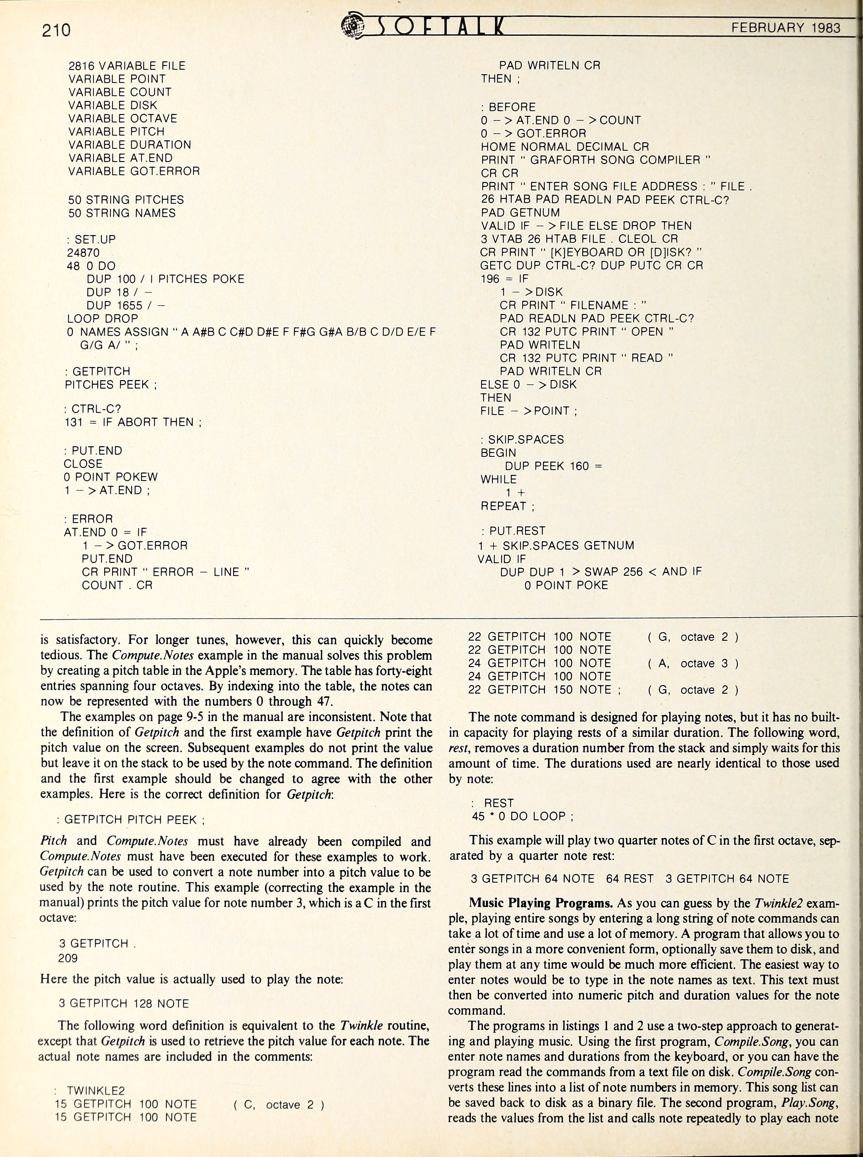 210
SOFTALK
FEBRUARY 1983
2816 VARIABLE FILE
VARIABLE POINT
VARIABLE COUNT
VARIABLE DISK
VARIABLE OCTAVE
VARIABLE PITCH
VARIABLE DURATION
VARIABLE AT.END
VARIABLE GOT.ERROR
50 STRING PITCHES
50 STRING NAMES
: SET.UP
24870
48 0 DO
DUP 100 / I PITCHES POKE
DUP 18 / −
DUP 1655 / −
LOOP DROP
0 NAMES ASSIGN " A A#B C C#D D#E F F#G G#A B/B C D/D E/E F
G/G A/ " ;
: GETPITCH
PITCHES PEEK ;
: CTRL-C?
131 = IF ABORT THEN ;
: PUT.END
CLOSE
0 POINT POKEW
1 − > AT.END ;
: ERROR
AT.END 0 = IF
1 − > GOT.ERROR
PUT.END
CR PRINT " ERROR − LINE "
COUNT . CR
PAD WRITELN CR
THEN ;
: BEFORE
0 − > AT.END 0 − > COUNT
0 − > GOT.ERROR
HOME NORMAL DECIMAL CR
PRINT " GRAFORTH SONG COMPILER "
CR CR
PRINT " ENTER SONG FILE ADDRESS : " FILE .
26 HTAB PAD READLN PAD PEEK CTRL-C?
PAD GETNUM
VALID IF − > FILE ELSE DROP THEN
3 VTAB 26 HTAB FILE . CLEOL CR
CR PRINT " [K]EYBOARD OR [D]ISK? "
GETC DUP CTRL-C? DUP PUTC CR CR
196 = IF
1 − > DISK
CR PRINT " FILENAME : "
PAD READLN PAD PEEK CTRL-C?
CR 132 PUTC PRINT " OPEN "
PAD WRITELN
CR 132 PUTC PRINT " READ "
PAD WRITELN CR
ELSE 0 − > DISK
THEN
FILE − > POINT ;
: SKIP.SPACES
BEGIN
DUP PEEK 160 =
WHILE
1 +
REPEAT ;
: PUT.REST
1 + SKIP.SPACES GETNUM
VALID IF
DUP DUP 1 > SWAP 256 < AND IF
0 POINT POKE
is satisfactory. For longer tunes, however, this can quickly become
tedious. The Compute.Notes example in the manual solves this problem
by creating a pitch table in the Apple's memory. The table has forty-eight
entries spanning four octaves. By indexing into the table, the notes can
now be represented with the numbers 0 through 47.
The examples on page 9-5 in the manual are inconsistent. Note that
the definition of Getpitch and the first example have Getpitch print the
pitch value on the screen. Subsequent examples do not print the value
but leave it on the stack to be used by the note command. The definition
and the first example should be changed to agree with the other
examples. Here is the correct definition for Getpitch:
: GETPITCH PITCH PEEK ;
Pitch and Compute.Notes must have already been compiled and
Compute.Notes must have been executed for these examples to work.
Getpitch can be used to convert a note number into a pitch value to be
used by the note routine. This example (correcting the example in the
manual) prints the pitch value for note number 3, which is a C in the first
octave:
3 GETPITCH .
209
Here the pitch value is actually used to play the note:
3 GETPITCH 128 NOTE
The following word definition is equivalent to the Twinkle routine,
except that Getpitch is used to retrieve the pitch value for each note. The
actual note names are included in the comments:
: TWINKLE2
15 GETPITCH 100 NOTE ( C, octave 2 )
15 GETPITCH 100 NOTE
22 GETPITCH 100 NOTE ( G, octave 2 )
22 GETPITCH 100 NOTE
24 GETPITCH 100 NOTE ( A, octave 3 )
24 GETPITCH 100 NOTE
22 GETPITCH 150 NOTE ; ( G, octave 2 )
The note command is designed for playing notes, but it has no built-
in capacity for playing rests of a similar duration. The following word,
rest, removes a duration number from the stack and simply waits for this
amount of time. The durations used are nearly identical to those used
by note:
: REST
45 * 0 DO LOOP ;
This example will play two quarter notes of C in the first octave, sep-
arated by a quarter note rest:
3 GETPITCH 64 NOTE 64 REST 3 GETPITCH 64 NOTE
Music Playing Programs. As you can guess by the Twinkle2 exam-
ple, playing entire songs by entering a long string of note commands can
take a lot of time and use a lot of memory. A program that allows you to
enter songs in a more convenient form, optionally save them to disk, and
play them at any time would be much more efficient. The easiest way to
enter notes would be to type in the note names as text. This text must
then be converted into numeric pitch and duration values for the note
command.
The programs in listings 1 and 2 use a two-step approach to generat-
ing and playing music. Using the first program, Compile.Song, you can
enter note names and durations from the keyboard, or you can have the
program read the commands from a text file on disk. Compile.Song con-
verts these lines into a list of note numbers in memory. This song list can
be saved back to disk as a binary file. The second program, Play.Song,
reads the values from the list and calls note repeatedly to play each note